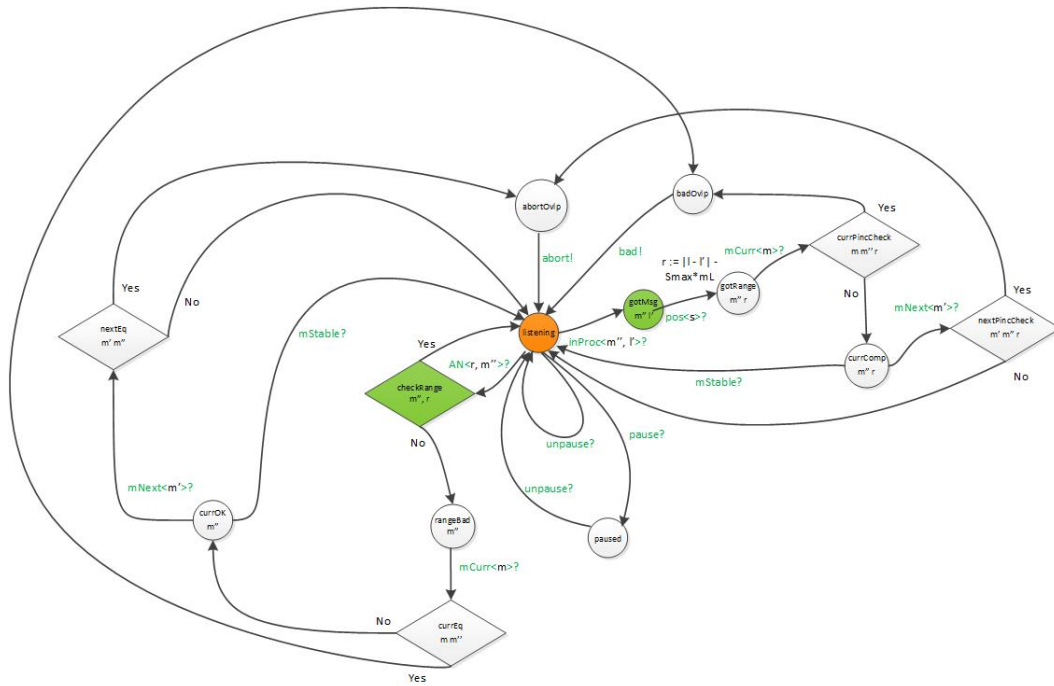 Yes
Yes
abortOvlp
badOvlp
Yes
currPincCheck
m m'' r
abort!
bad!
r := |l - l'| -
Smax*mL
mCurr<m>?
gotMsg
m'' l'
gotRange
m'' r
No
Yes
No
nextEq
m' m''
mStable?
listening
pos<s>?
inProc<m'', l'>?
mNext<m'>?
nextPincCheck
m' m'' r
currComp
m'' r
mStable?
No
Yes
AN<r, m''>?
checkRange
m'', r
No
unpause?
pause?
unpause?
mNext<m'>?
currOK
m''
rangeBad
m''
paused
mCurr<m>?
No
currEq
m m''
Yes